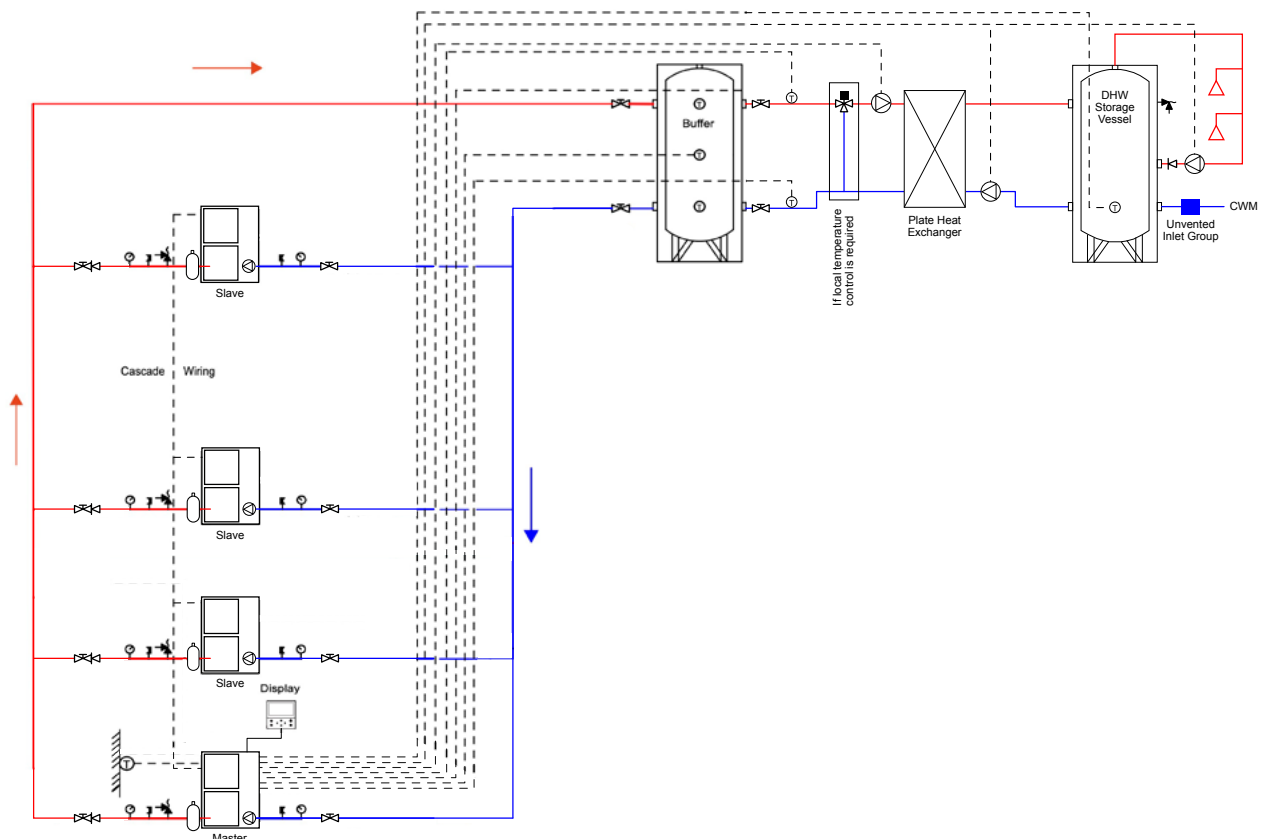 T
T
Buffer
T
T
T
T
DHW
Storage
Vessel
T
CWM
Unvented
Inlet Group
Plate Heat
Exchanger
If local temperature
control is required
Slave
Cascade
Wiring
Slave
Slave
Display
T
Master